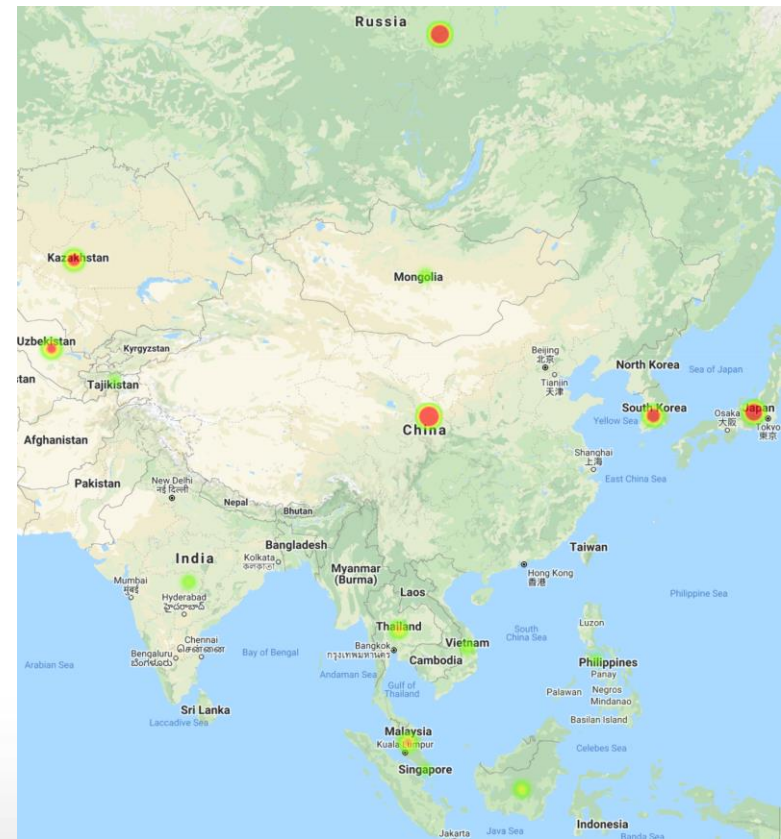 Russia
Kazakhstan
Mongolia
Uzbekistan
Kyrgyzstan
Beijing
北京
North Korea
Sea of Japan
stan
Tajikistan
Tianjin
天津
South Korea
Japan
Yellow Sea
Osaka
大阪
Tokyo
東京
China
Afghanistan
Shanghai
上海
Pakistan
New Delhi
नई दिल्ली
East China Sea
Nepal
Bhutan
Bangladesh
Taiwan
India
Kolkata
কলকাতা
Myanmar
(Burma)
Hong Kong
香港
Mumbai
मुंबई
Hyderabad
హైదరాబాద్
Laos
Philippine Sea
Thailand
Luzon
Chennai
சென்னை
Bengaluru
ಬೆಂಗಳೂರು
Bay of Bengal
Bangkok
กรุงเทพมหานคร
Vietnam
South
China Sea
Arabian Sea
Cambodia
Philippines
Andaman Sea
Gulf of
Thailand
Panay
Palawan
Negros
Mindanao
Sri Lanka
Laccadive Sea
Basilan Island
Malaysia
Kuala Lumpur
Celebes Sea
Singapore
Indonesia
Jakarta
Java Sea
Banda Sea